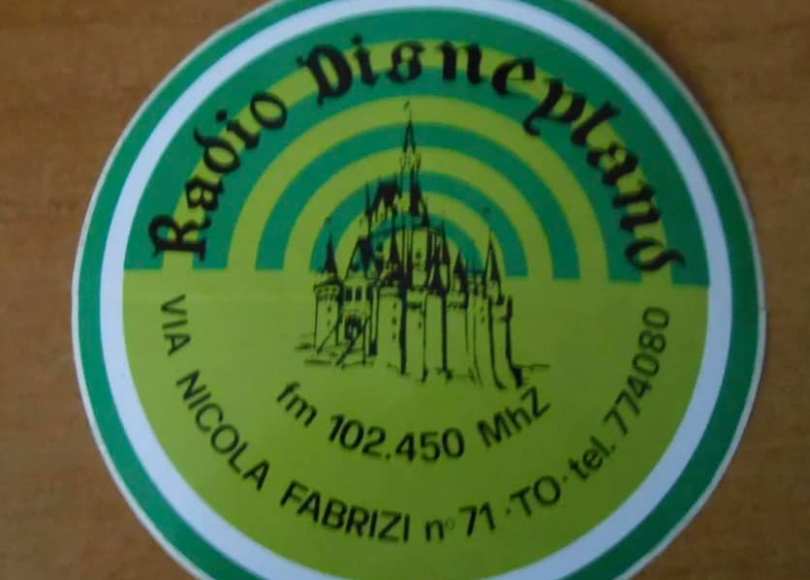 Radio Disneyland
fm 102.450 MhZ
VIA NICOLA FABRIZI n° 71 · TO · tel. 774080